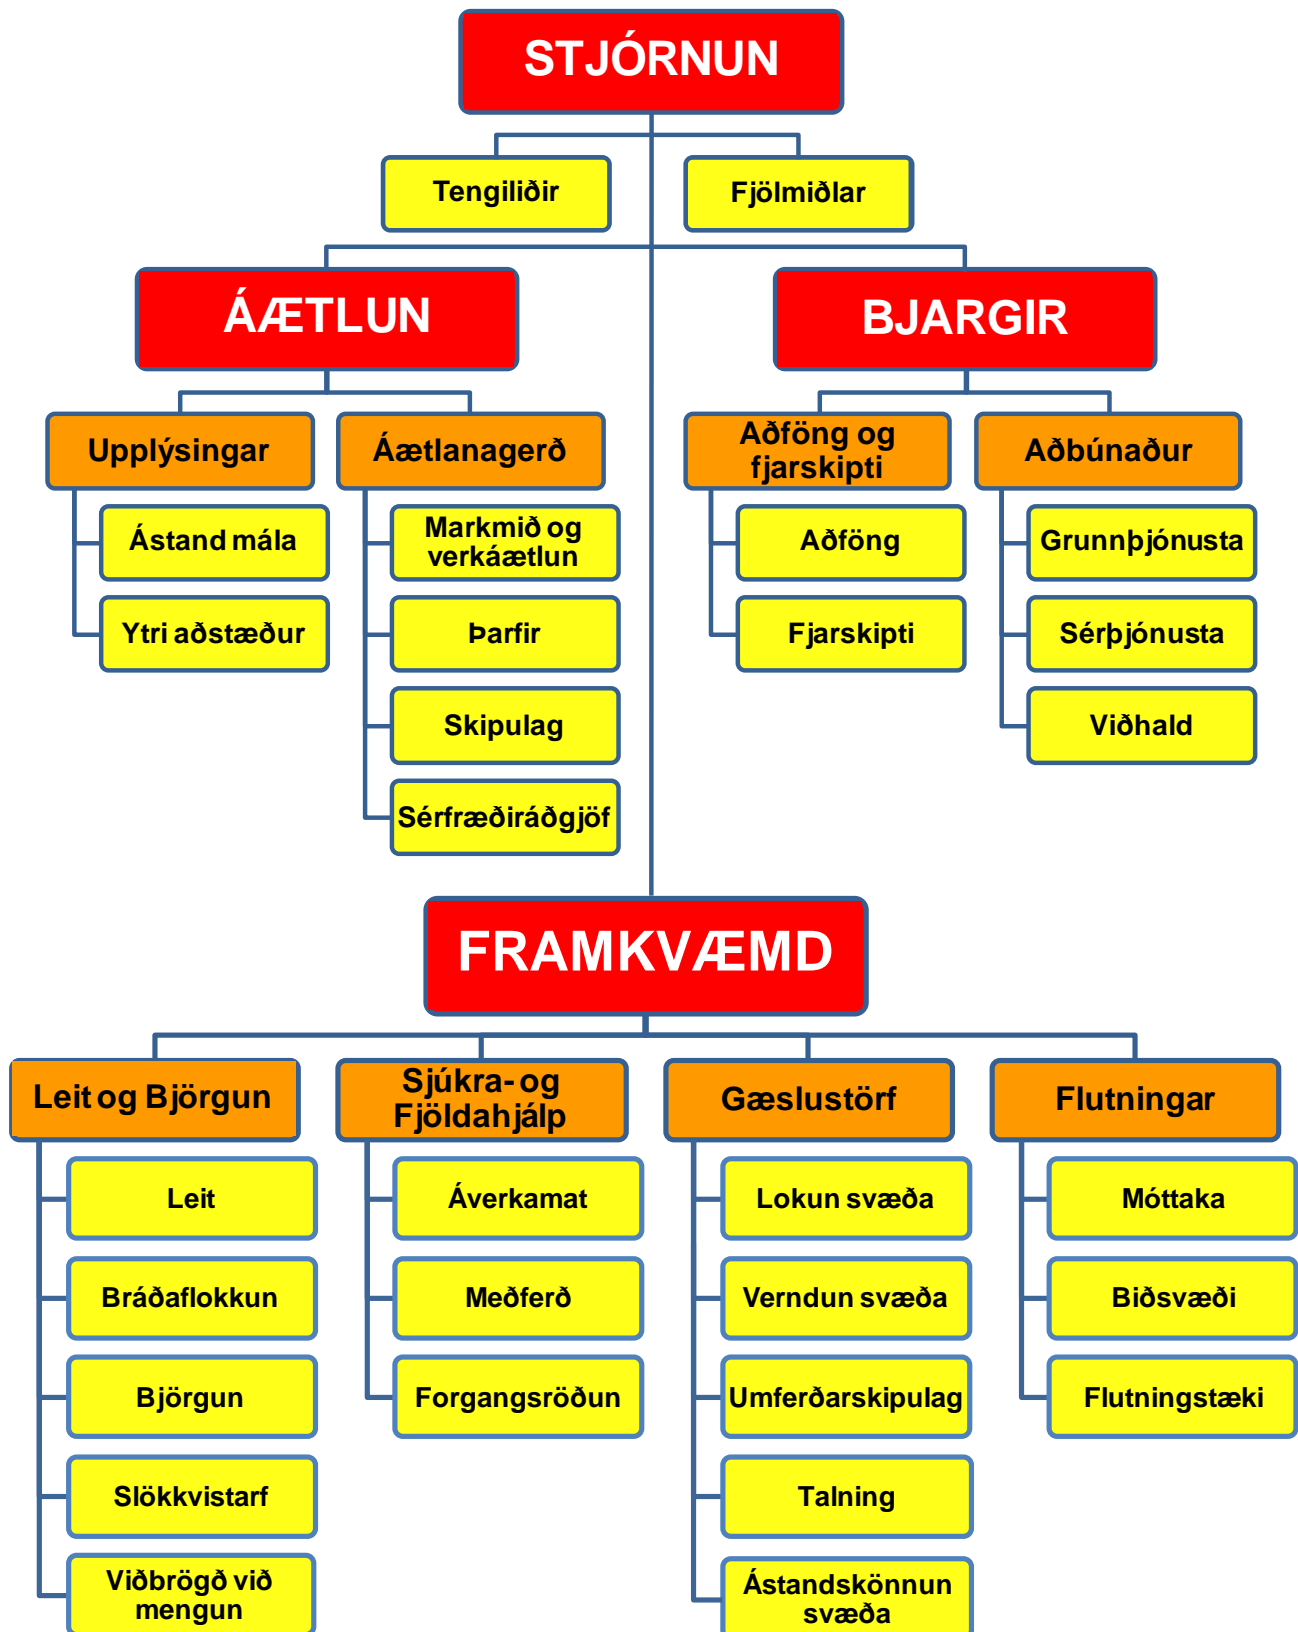 STJÓRNUN
Tengiliðir
Fjölmiðlar
ÁÆTLUN
BJARGIR
Upplýsingar
Ástand mála
Ytri aðstæður
Áætlanagerð
Markmið og
verkáætlun
Þarfir
Skipulag
Sérfræðiráðgjöf
Aðföng og
fjarskipti
Aðföng
Fjarskipti
Aðbúnaður
Grunnþjónusta
Sérþjónusta
Viðhald
FRAMKVÆMD
Leit og Björgun
Leit
Bráðaflokkun
Björgun
Slökkvistarf
Viðbrögð við
mengun
Sjúkra- og
Fjöldahjálp
Áverkamat
Meðferð
Forgangsröðun
Gæslustörf
Lokun svæða
Verndun svæða
Umferðarskipulag
Talning
Ástandskönnun
svæða
Flutningar
Móttaka
Biðsvæði
Flutningstæki